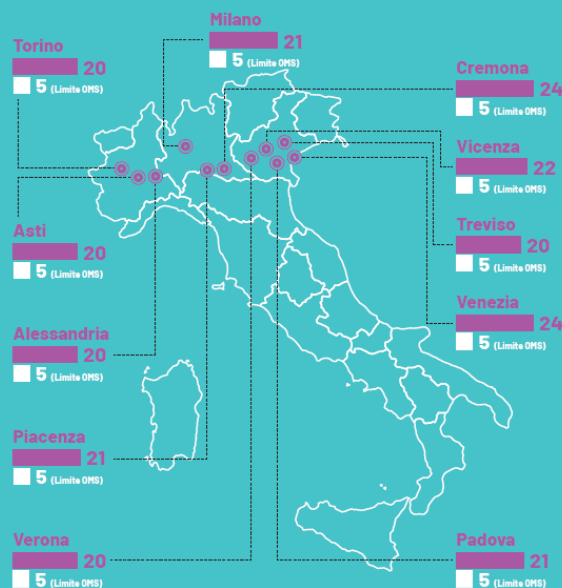 Milano
21
5 (Limite OMS)
Torino
20
5 (Limite OMS)
Cremona
24
5 (Limite OMS)
Vicenza
22
5 (Limite OMS)
Treviso
20
5 (Limite OMS)
Asti
20
5 (Limite OMS)
Venezia
24
5 (Limite OMS)
Alessandria
20
5 (Limite OMS)
Piacenza
21
5 (Limite OMS)
Verona
20
5 (Limite OMS)
Padova
21
5 (Limite OMS)